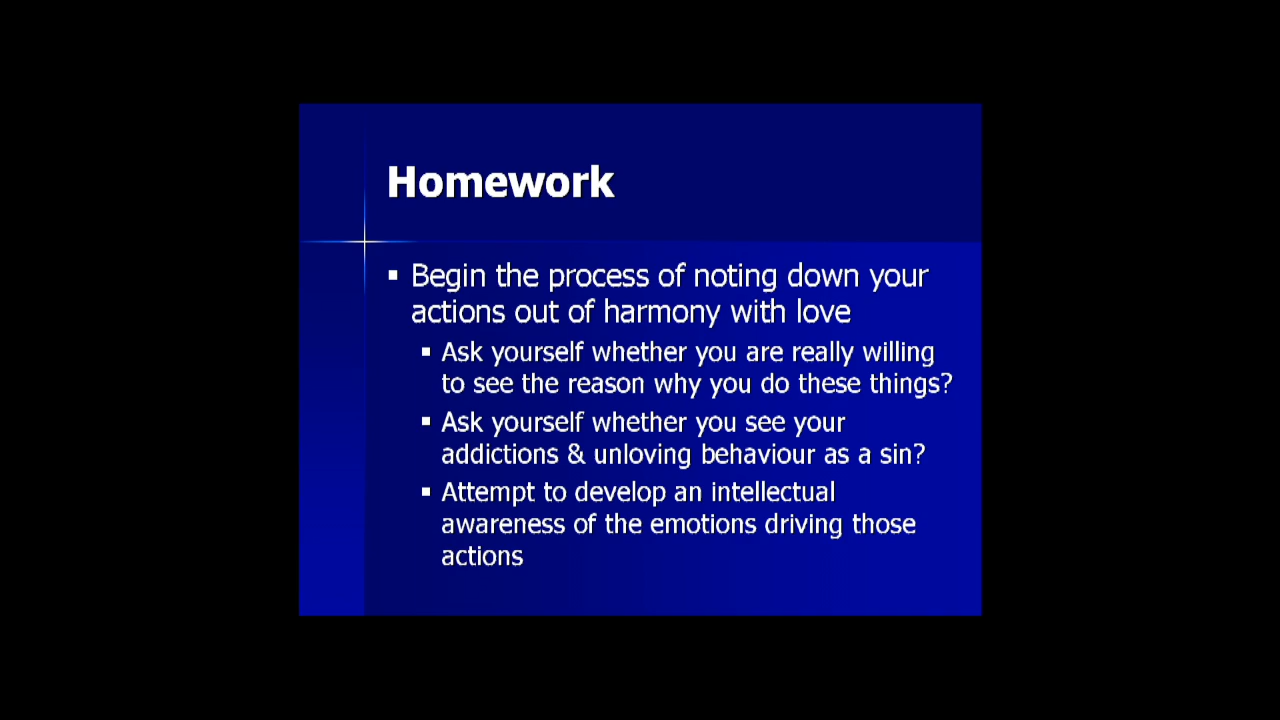 Homework
▪ Begin the process of noting down your
actions out of harmony with love
▪ Ask yourself whether you are really willing
to see the reason why you do these things?
▪ Ask yourself whether you see your
addictions & unloving behaviour as a sin?
▪ Attempt to develop an intellectual
awareness of the emotions driving those
actions